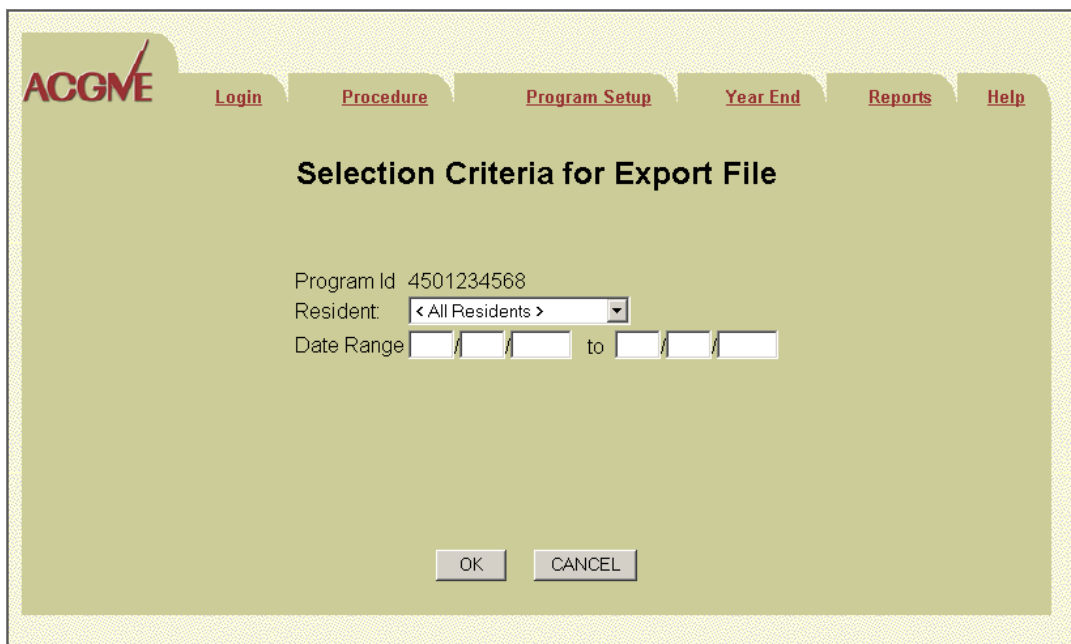 ACGME
Login Procedure Program Setup Year End Reports Help
Selection Criteria for Export File
Program Id 4501234568
Resident: < All Residents >
Date Range / / to / /
OK CANCEL